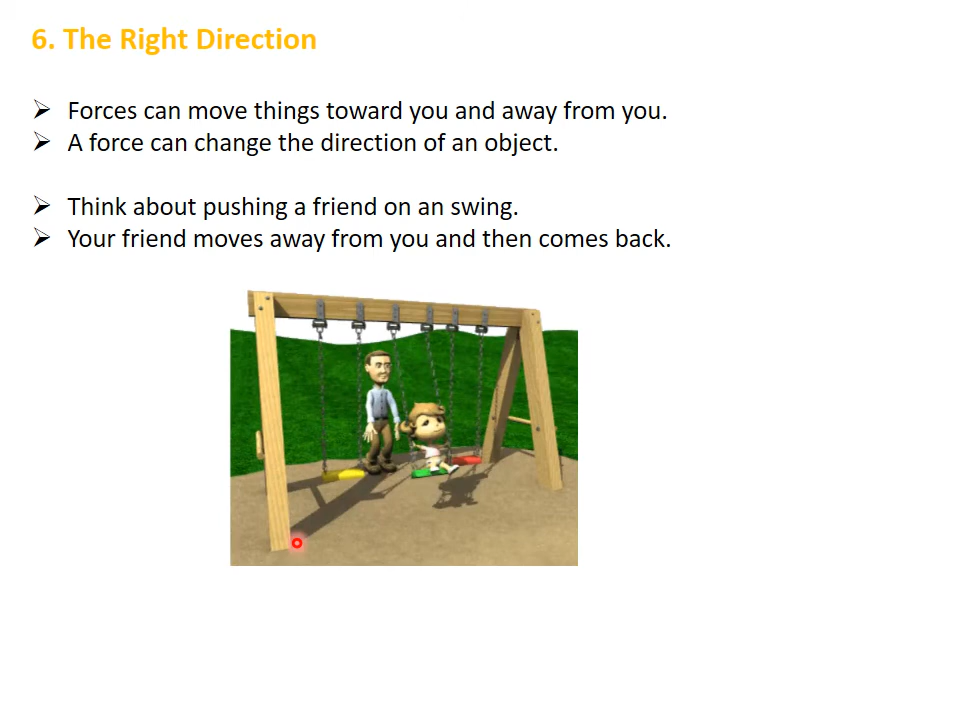 6. The Right Direction
➢ Forces can move things toward you and away from you.
➢ A force can change the direction of an object.
➢ Think about pushing a friend on an swing.
➢ Your friend moves away from you and then comes back.